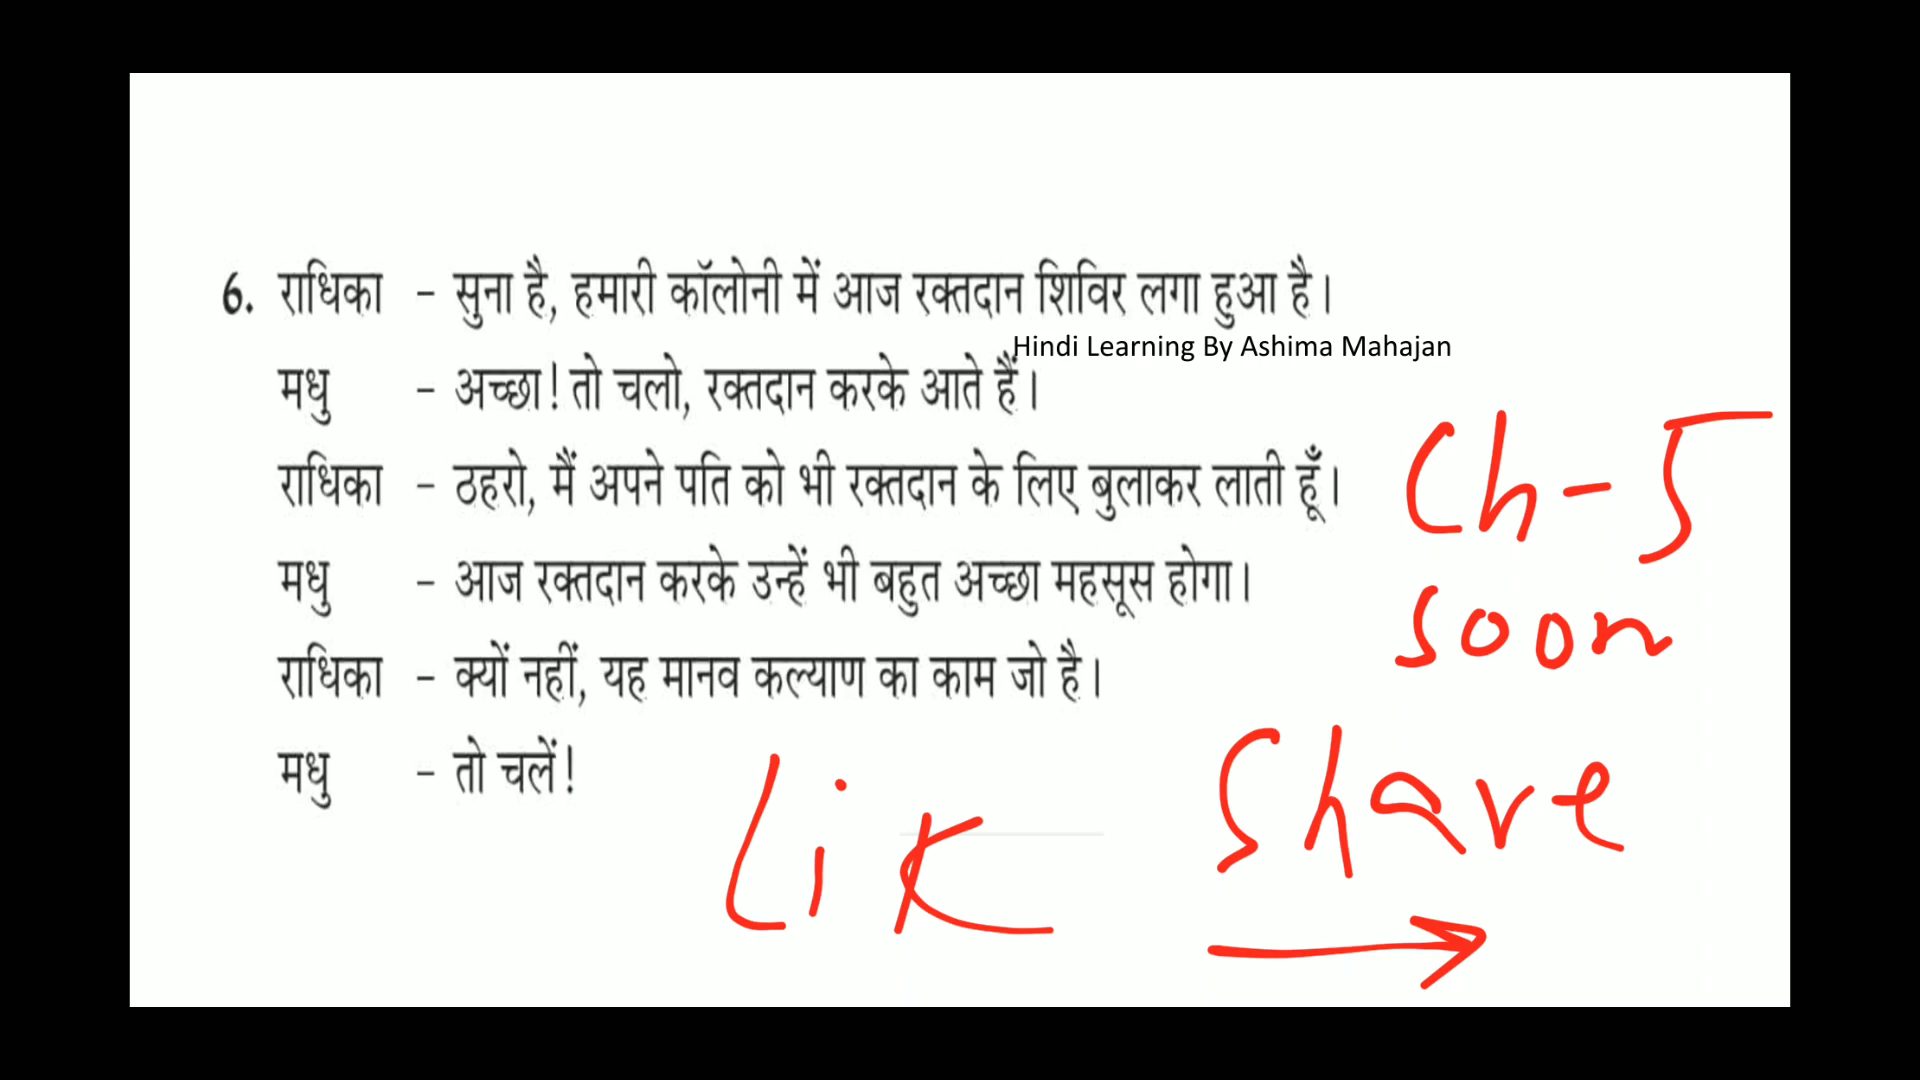 6. राधिका – सुना है, हमारी कॉलोनी में आज रक्तदान शिविर लगा हुआ है।
Hindi Learning By Ashima Mahajan
मधु – अच्छा! तो चलो, रक्तदान करके आते हैं।
राधिका – ठहरो, मैं अपने पति को भी रक्तदान के लिए बुलाकर लाती हूँ।
Ch-5
मधु – आज रक्तदान करके उन्हें भी बहुत अच्छा महसूस होगा।
soon
राधिका – क्यों नहीं, यह मानव कल्याण का काम जो है।
मधु – तो चलें!
Lik
Share